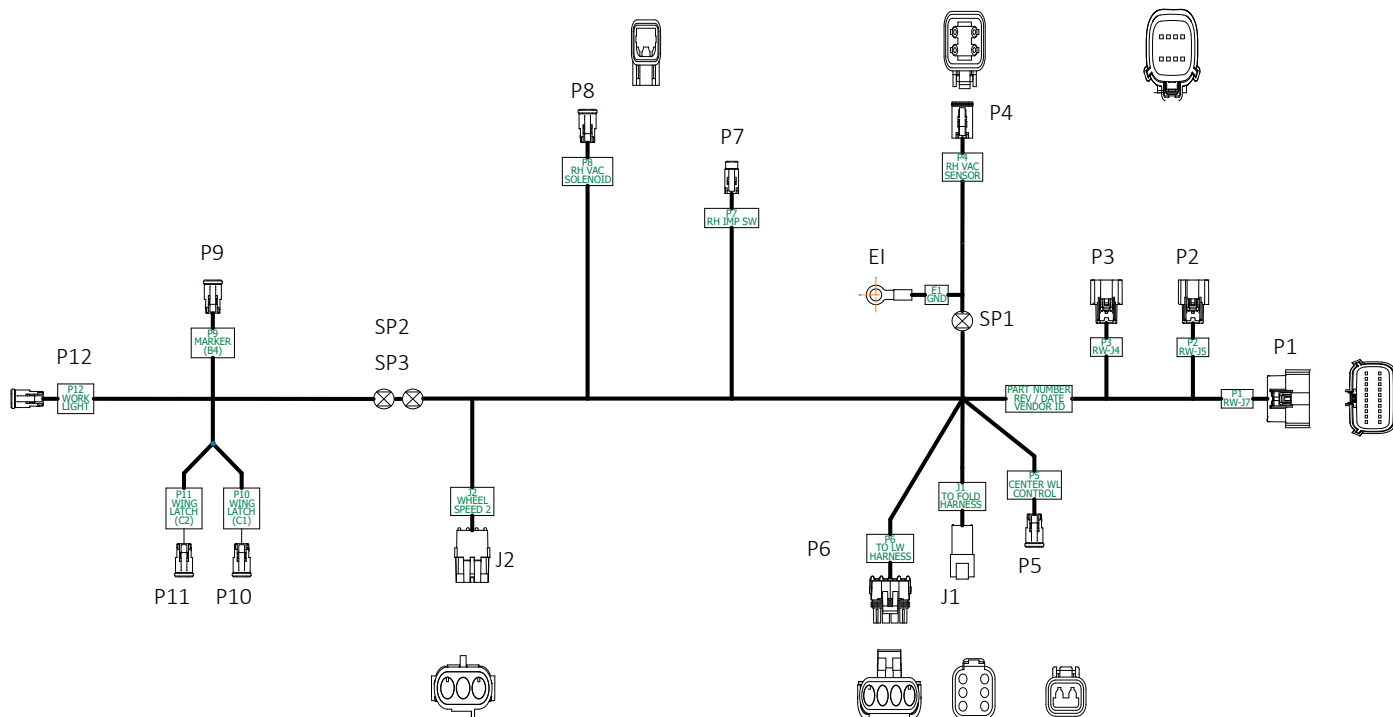 P8
P4
P7
P8
RH VAC
SOLENOID
P4
RH VAC
SENSOR
P7
RH IMP SW
P9
EI
P3
P2
E1
GND
SP2
SP1
P9
MARKER
(B4)
P3
RW-J4
P2
RW-J5
P12
SP3
P1
P12
WORK
LIGHT
PART NUMBER
REV / DATE
VENDOR ID
P1
RW-J7
P11
WING
LATCH
(C2)
P10
WING
LATCH
(C1)
J2
WHEEL
SPEED 2
J1
TO FOLD
HARNESS
P5
CENTER WL
CONTROL
P6
P6
TO LW
HARNESS
J2
P5
P11
P10
J1